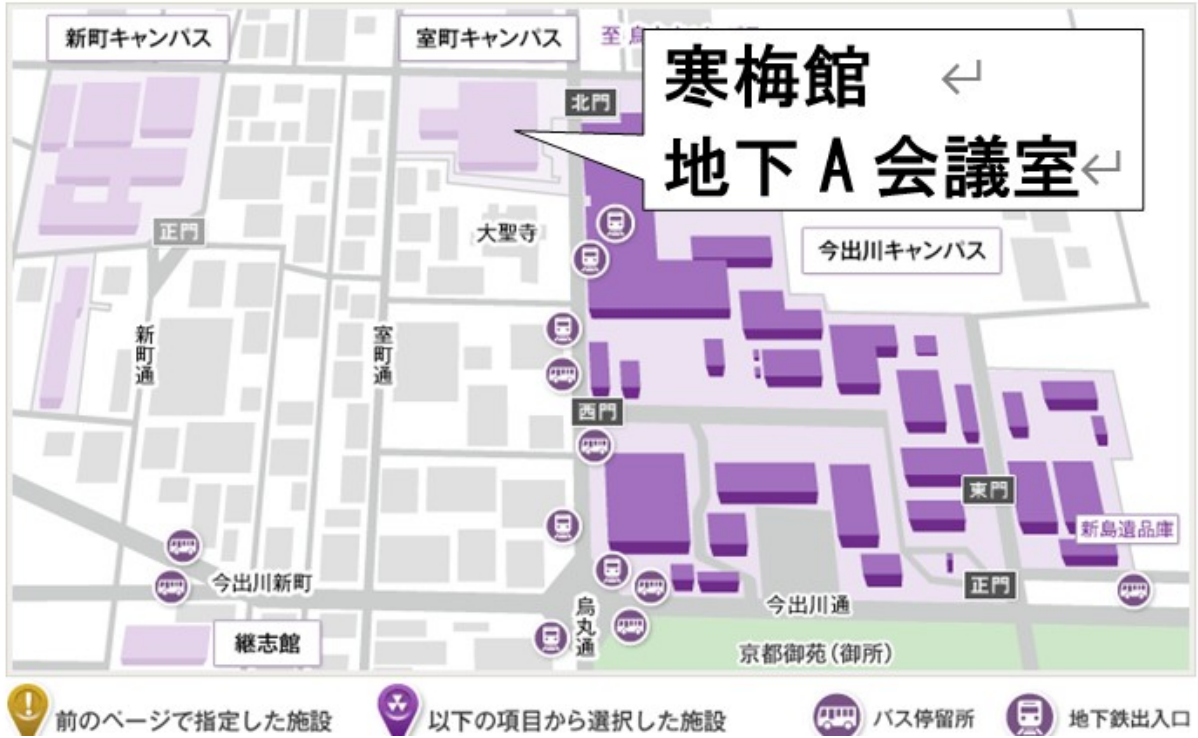 新町キャンパス
室町キャンパス
至
寒梅館 ↵
地下 A 会議室↵
北門
正門
大聖寺
今出川キャンパス
新町通
室町通
西門
東門
新島遺品庫
今出川新町
正門
今出川通
烏丸通
継志館
京都御苑(御所)
前のページで指定した施設
以下の項目から選択した施設
バス停留所
地下鉄出入口